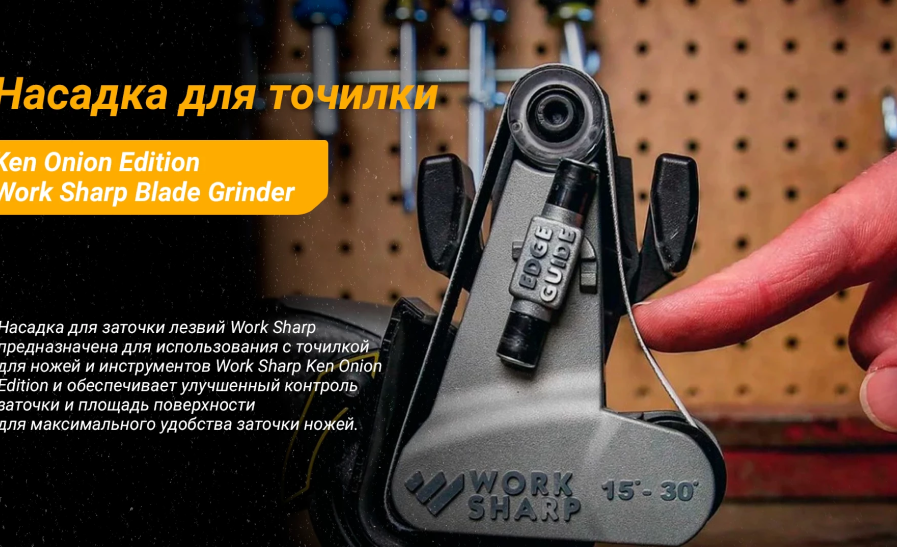 Насадка для точилки
Ken Onion Edition
Work Sharp Blade Grinder
Насадка для заточки лезвий Work Sharp
предназначена для использования с точилкой
для ножей и инструментов Work Sharp Ken Onion
Edition и обеспечивает улучшенный контроль
заточки и площадь поверхности
для максимального удобства заточки ножей.
EDGE
GUIDE
WORK
SHARP
15°- 30°